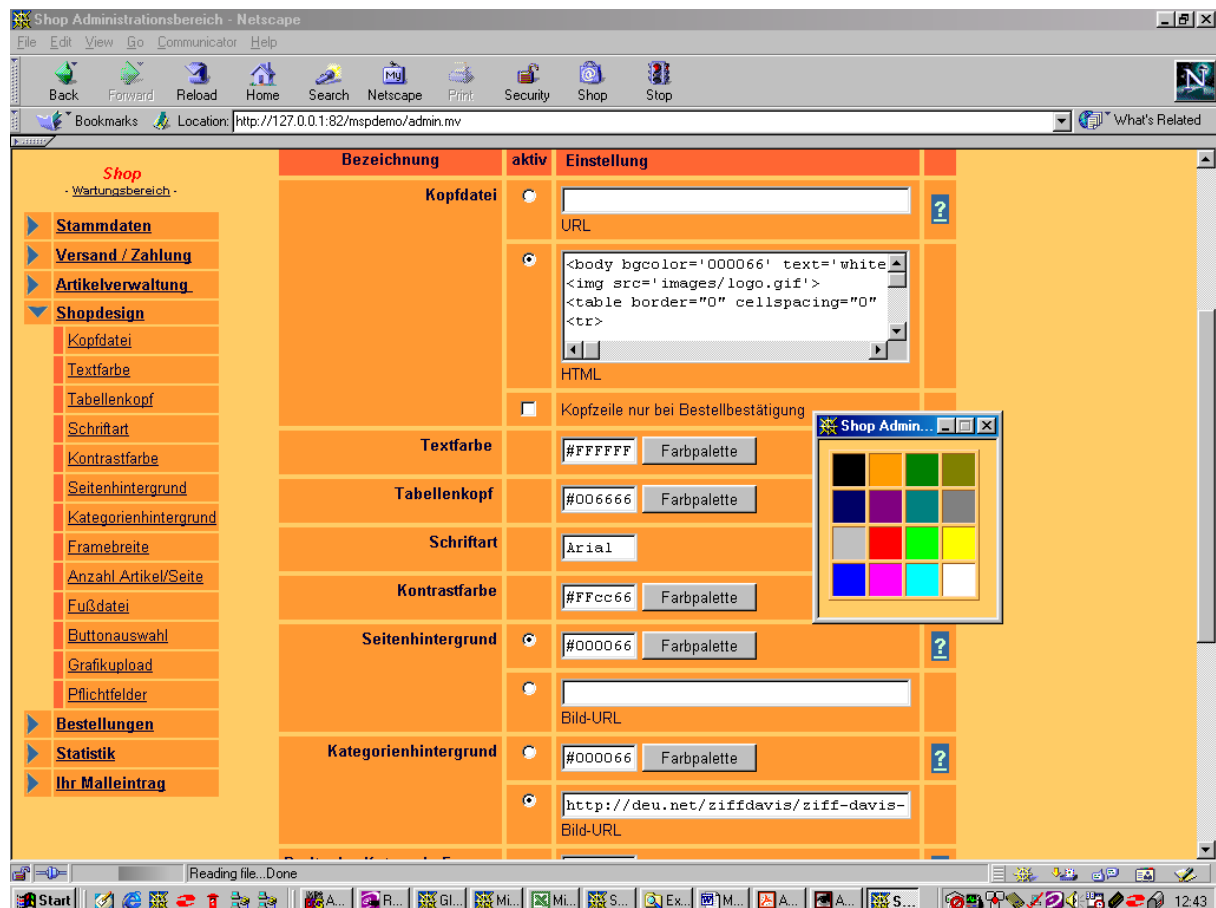 Shop Administrationsbereich - Netscape
File Edit View Go Communicator Help
Back Forward Reload Home Search Netscape Print Security Shop Stop
Bookmarks Location: http://127.0.0.1:82/mspdemo/admin.mv What's Related
Shop
- Wartungsbereich -
Stammdaten
Versand / Zahlung
Artikelverwaltung
Shopdesign
Kopfdatei
Textfarbe
Tabellenkopf
Schriftart
Kontrastfarbe
Seitenhintergrund
Kategorienhintergrund
Framebreite
Anzahl Artikel/Seite
Fußdatei
Buttonauswahl
Grafikupload
Pflichtfelder
Bestellungen
Statistik
Ihr Malleintrag
Bezeichnung aktiv Einstellung
Kopfdatei
URL
?
<body bgcolor='000066' text='white
<img src='images/logo.gif'>
<table border="0" cellspacing="0"
<tr>
HTML
Kopfzeile nur bei Bestellbestätigung
Textfarbe #FFFFFF Farbpalette
Tabellenkopf #006666 Farbpalette
Schriftart Arial
Kontrastfarbe #FFcc66 Farbpalette
Seitenhintergrund #000066 Farbpalette ?
Bild-URL
Kategorienhintergrund #000066 Farbpalette ?
http://deu.net/ziffdavis/ziff-davis-
Bild-URL
Shop Admin...
Reading file...Done
Start A... R... Gl... Mi... Mi... S... Ex... M... A... A... S... 12:43